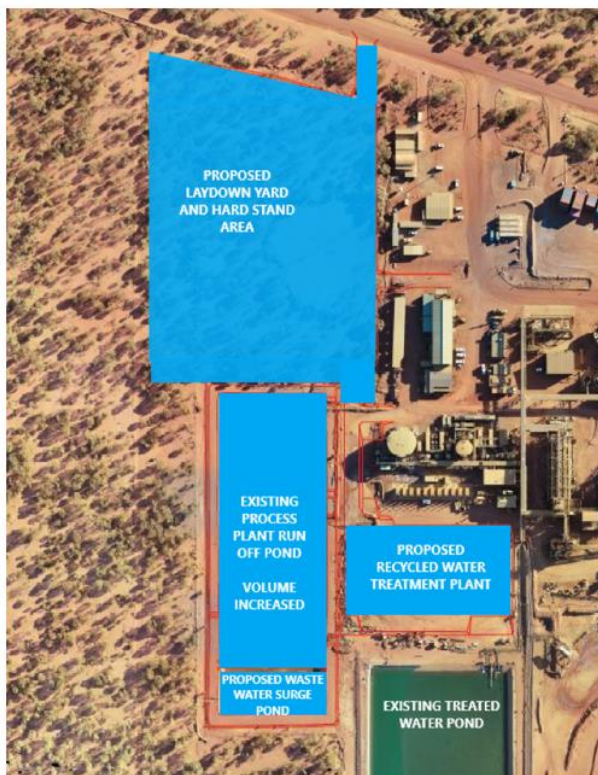 PROPOSED
LAYDOWN YARD
AND HARD STAND
AREA
EXISTING
PROCESS
PLANT RUN
OFF POND
VOLUME
INCREASED
PROPOSED
RECYCLED WATER
TREATMENT PLANT
PROPOSED WASTE
WATER SURGE
POND
EXISTING TREATED
WATER POND